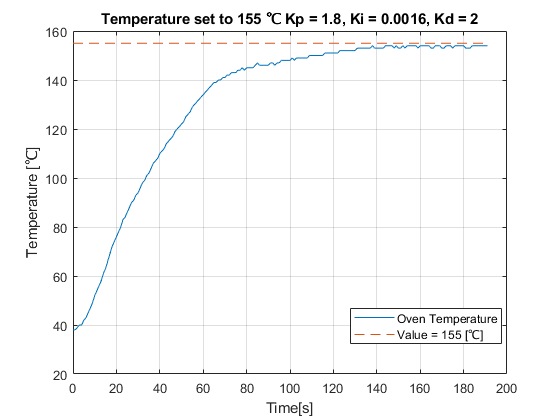 Temperature set to 155 ℃ Kp = 1.8, Ki = 0.0016, Kd = 2
160
140
120
100
80
60
40
20
Temperature [℃]
Oven Temperature
Value = 155 [℃]
0 20 40 60 80 100 120 140 160 180 200
Time[s]